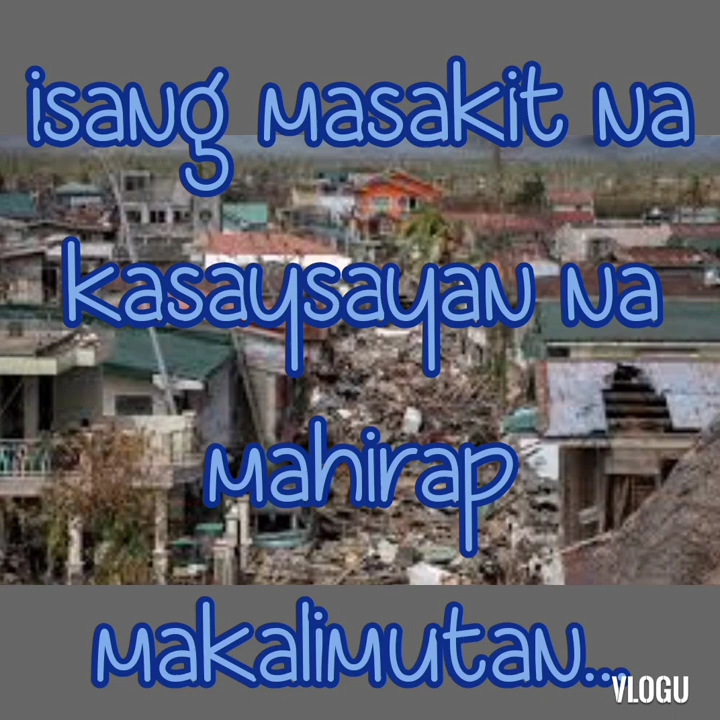 isang masakit na
kasaysayan na
mahirap
makalimutan...
VLOGU